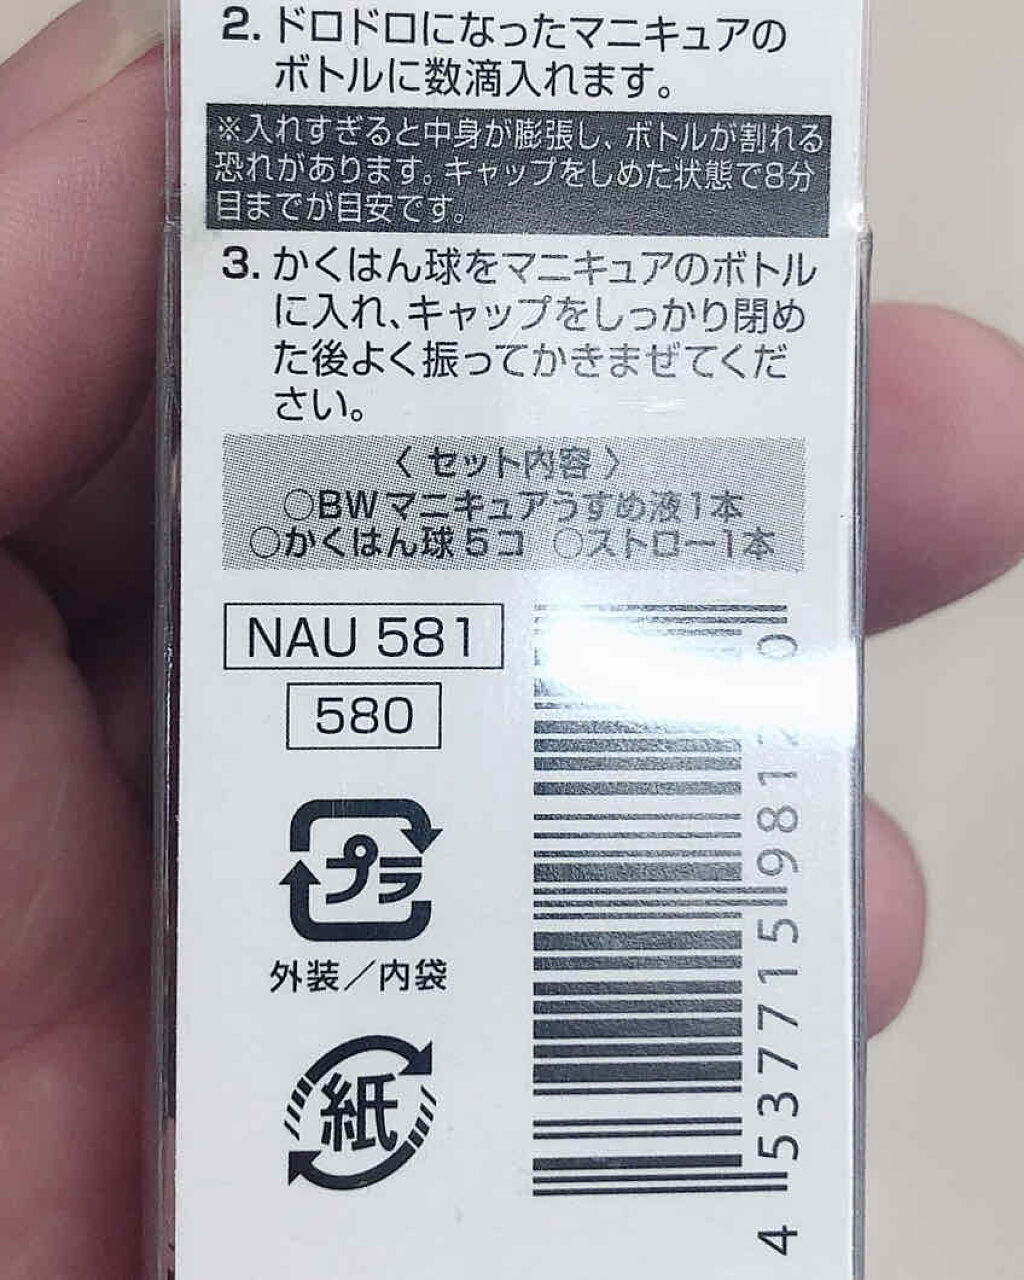 2. ドロドロになったマニキュアの
ボトルに数滴入れます。
※入れすぎると中身が膨張し、ボトルが割れる
恐れがあります。キャップをしめた状態で8分
目までが目安です。
3. かくはん球をマニキュアのボトル
に入れ、キャップをしっかり閉め
た後よく振ってかきまぜてくだ
さい。
〈 セット内容 〉
○BWマニキュアうすめ液1本
○かくはん球5コ ○ストロー1本
NAU 581
580
プラ
外装／内袋
紙
4 537715 981